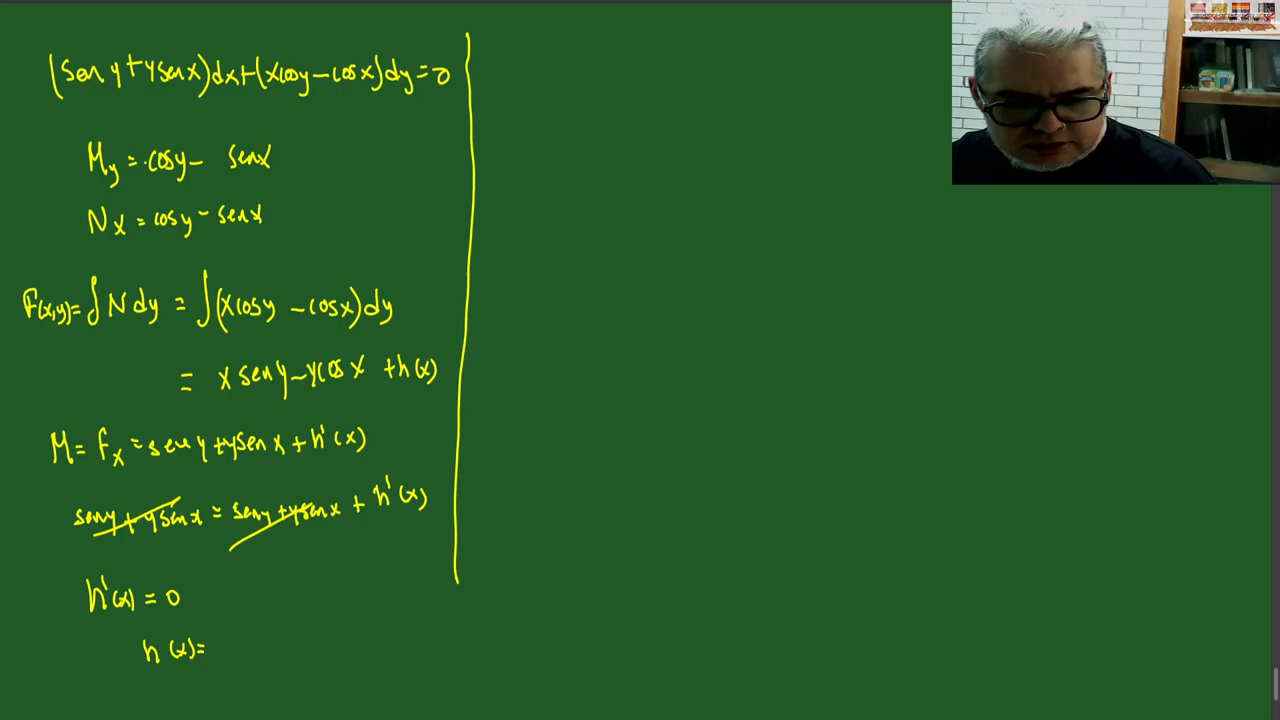 (sen y + y sen x) dx + (x cos y - cos x) dy = 0
My = cos y - sen x
Nx = cos y - sen x
F(x,y) = ∫ N dy = ∫ (x cos y - cos x) dy
= x sen y - y cos x + h(x)
M = Fx = sen y + y sen x + h'(x)
sen y + y sen x = sen y + y sen x + h'(x)
h'(x) = 0
h(x) =